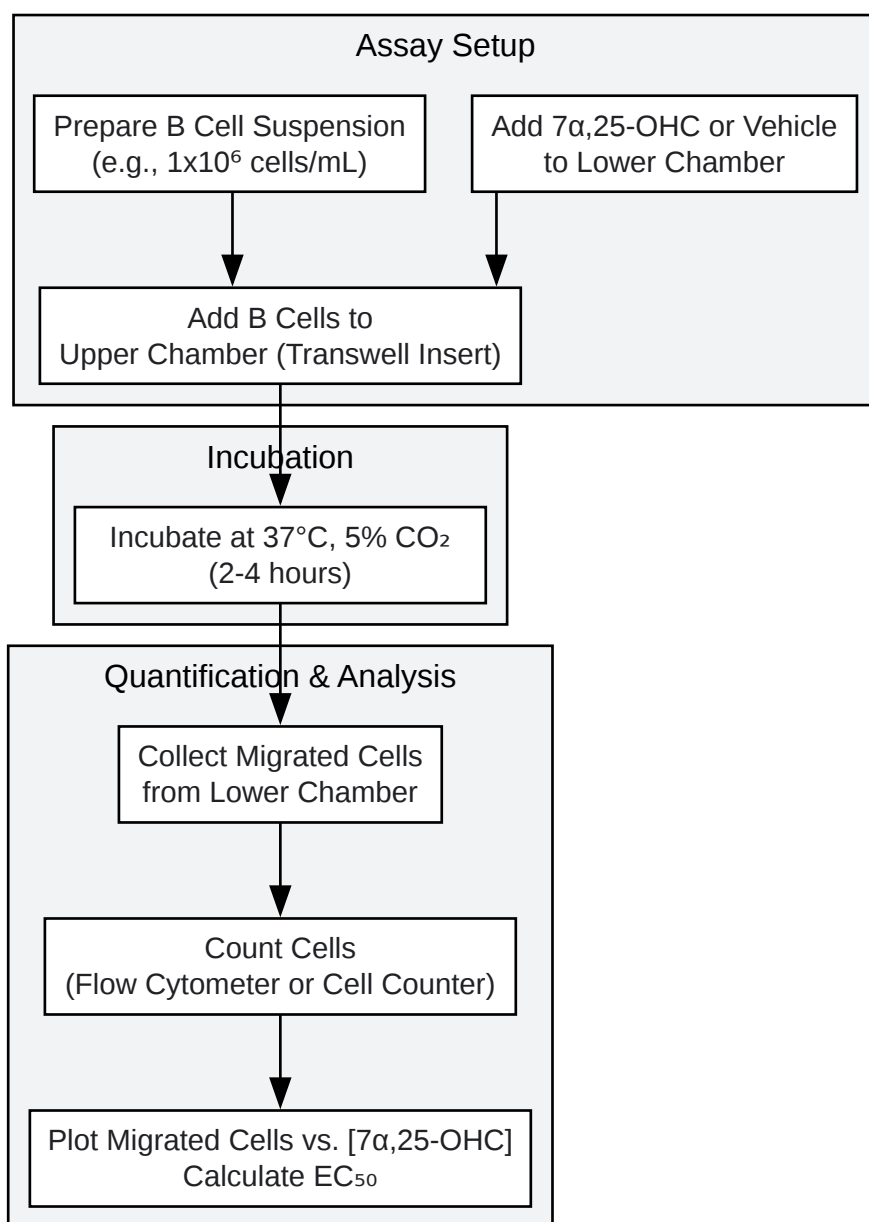 Assay Setup
Prepare B Cell Suspension
(e.g., 1x10⁶ cells/mL)
Add 7α,25-OHC or Vehicle
to Lower Chamber
Add B Cells to
Upper Chamber (Transwell Insert)
Incubation
Incubate at 37°C, 5% CO₂
(2-4 hours)
Quantification & Analysis
Collect Migrated Cells
from Lower Chamber
Count Cells
(Flow Cytometer or Cell Counter)
Plot Migrated Cells vs. [7α,25-OHC]
Calculate EC₅₀